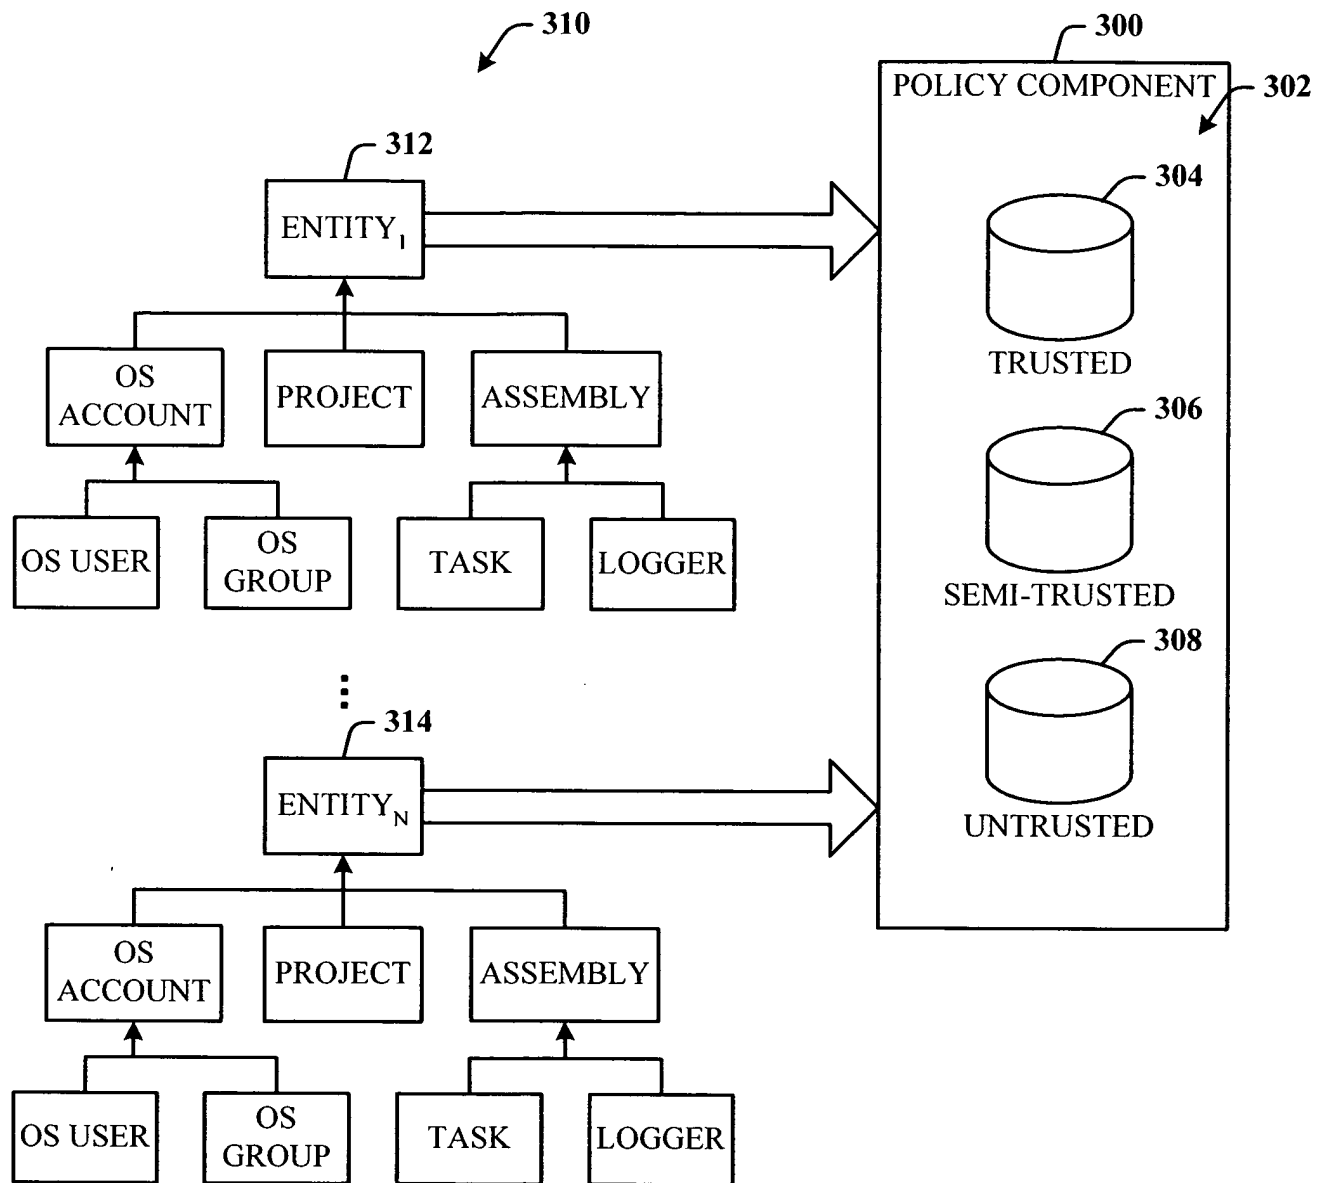 310
300
POLICY COMPONENT
302
312
304
ENTITY1
TRUSTED
OS
ACCOUNT
PROJECT
ASSEMBLY
306
OS USER
OS
GROUP
TASK
LOGGER
SEMI-TRUSTED
308
...
314
ENTITYN
UNTRUSTED
OS
ACCOUNT
PROJECT
ASSEMBLY
OS USER
OS
GROUP
TASK
LOGGER